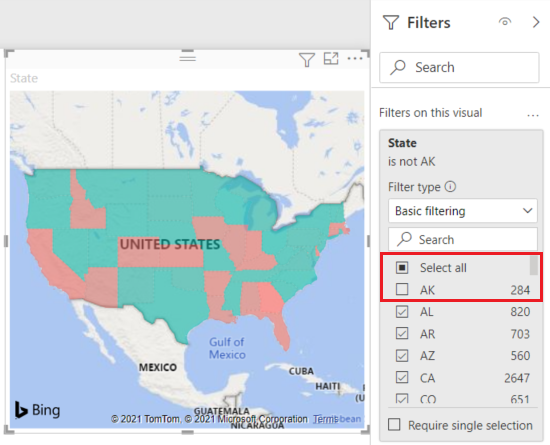 Filters
Search
Filters on this visual
...
State
is not AK
Filter type
Basic filtering
Search
Select all
AK 284
AL 820
AR 703
AZ 560
CA 2647
CO 651
Require single selection
State
UNITED STATES
Gulf of
Mexico
MEXICO
CUBA
HAITI
GUATEMALA
NICARAGUA
Bing
© 2021 TomTom, © 2021 Microsoft Corporation Terms